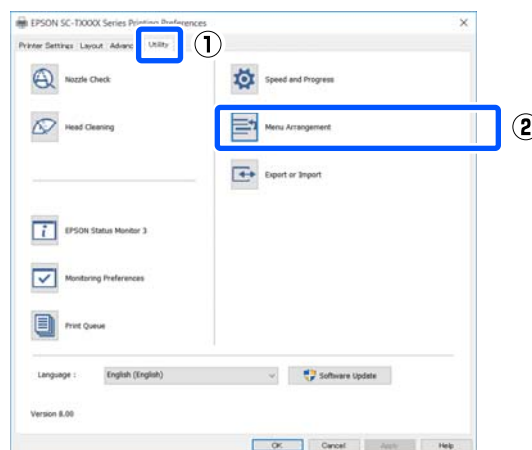 EPSON SC-TXXXX Series Printing Preferences
Printer Settings Layout Advanc Utility ①
Nozzle Check
Speed and Progress
Head Cleaning
Menu Arrangement
②
Export or Import
EPSON Status Monitor 3
Monitoring Preferences
Print Queue
Language : English (English) Software Update
Version 8.00
OK Cancel Apply Help